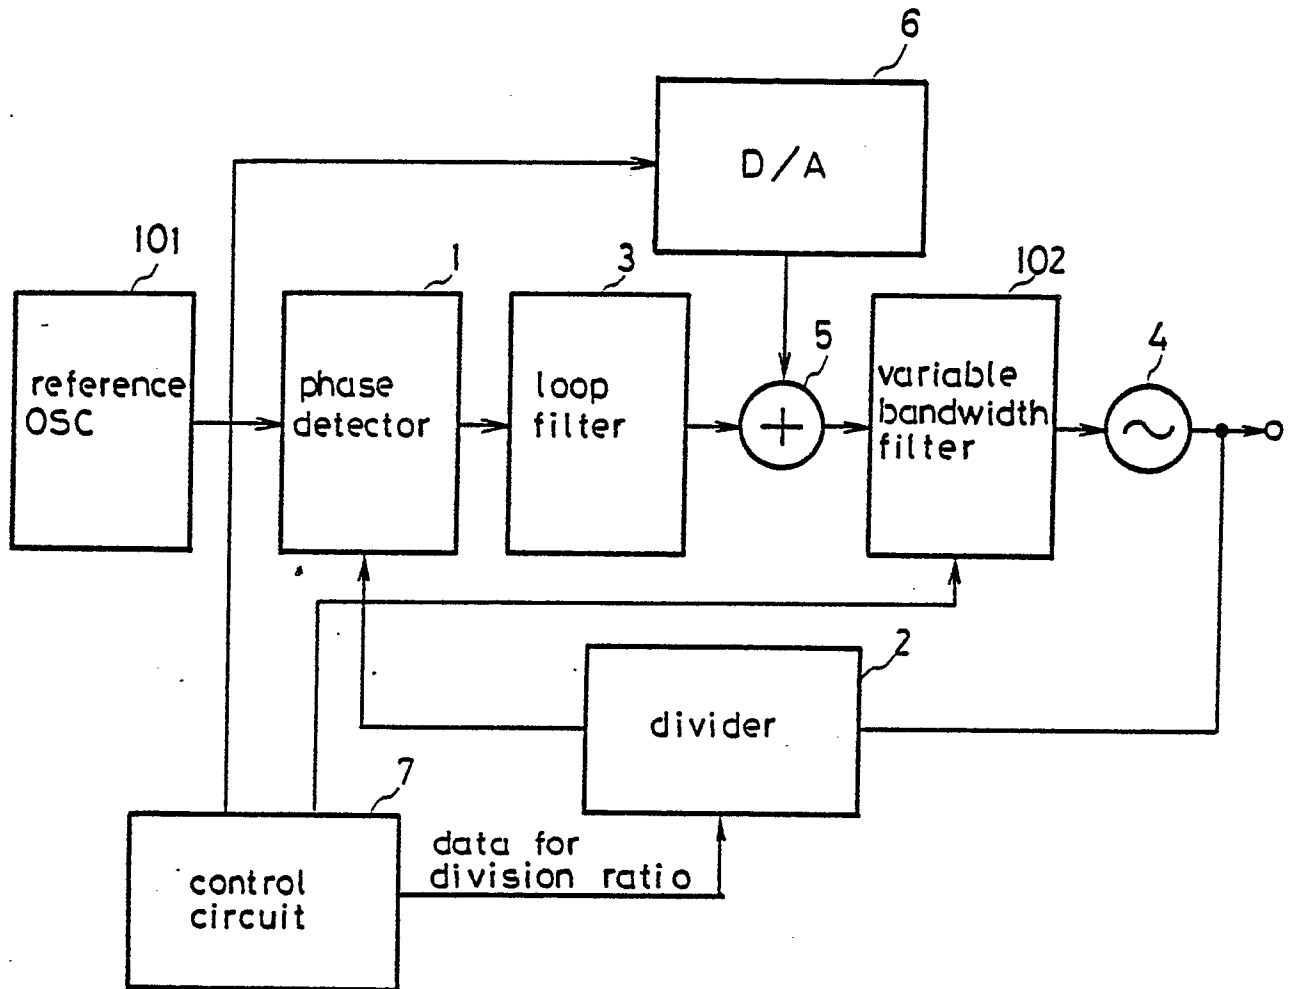 6
D/A
101
1
3
102
5
4
reference
OSC
phase
detector
loop
filter
variable
bandwidth
filter
2
divider
7
data for
division ratio
control
circuit